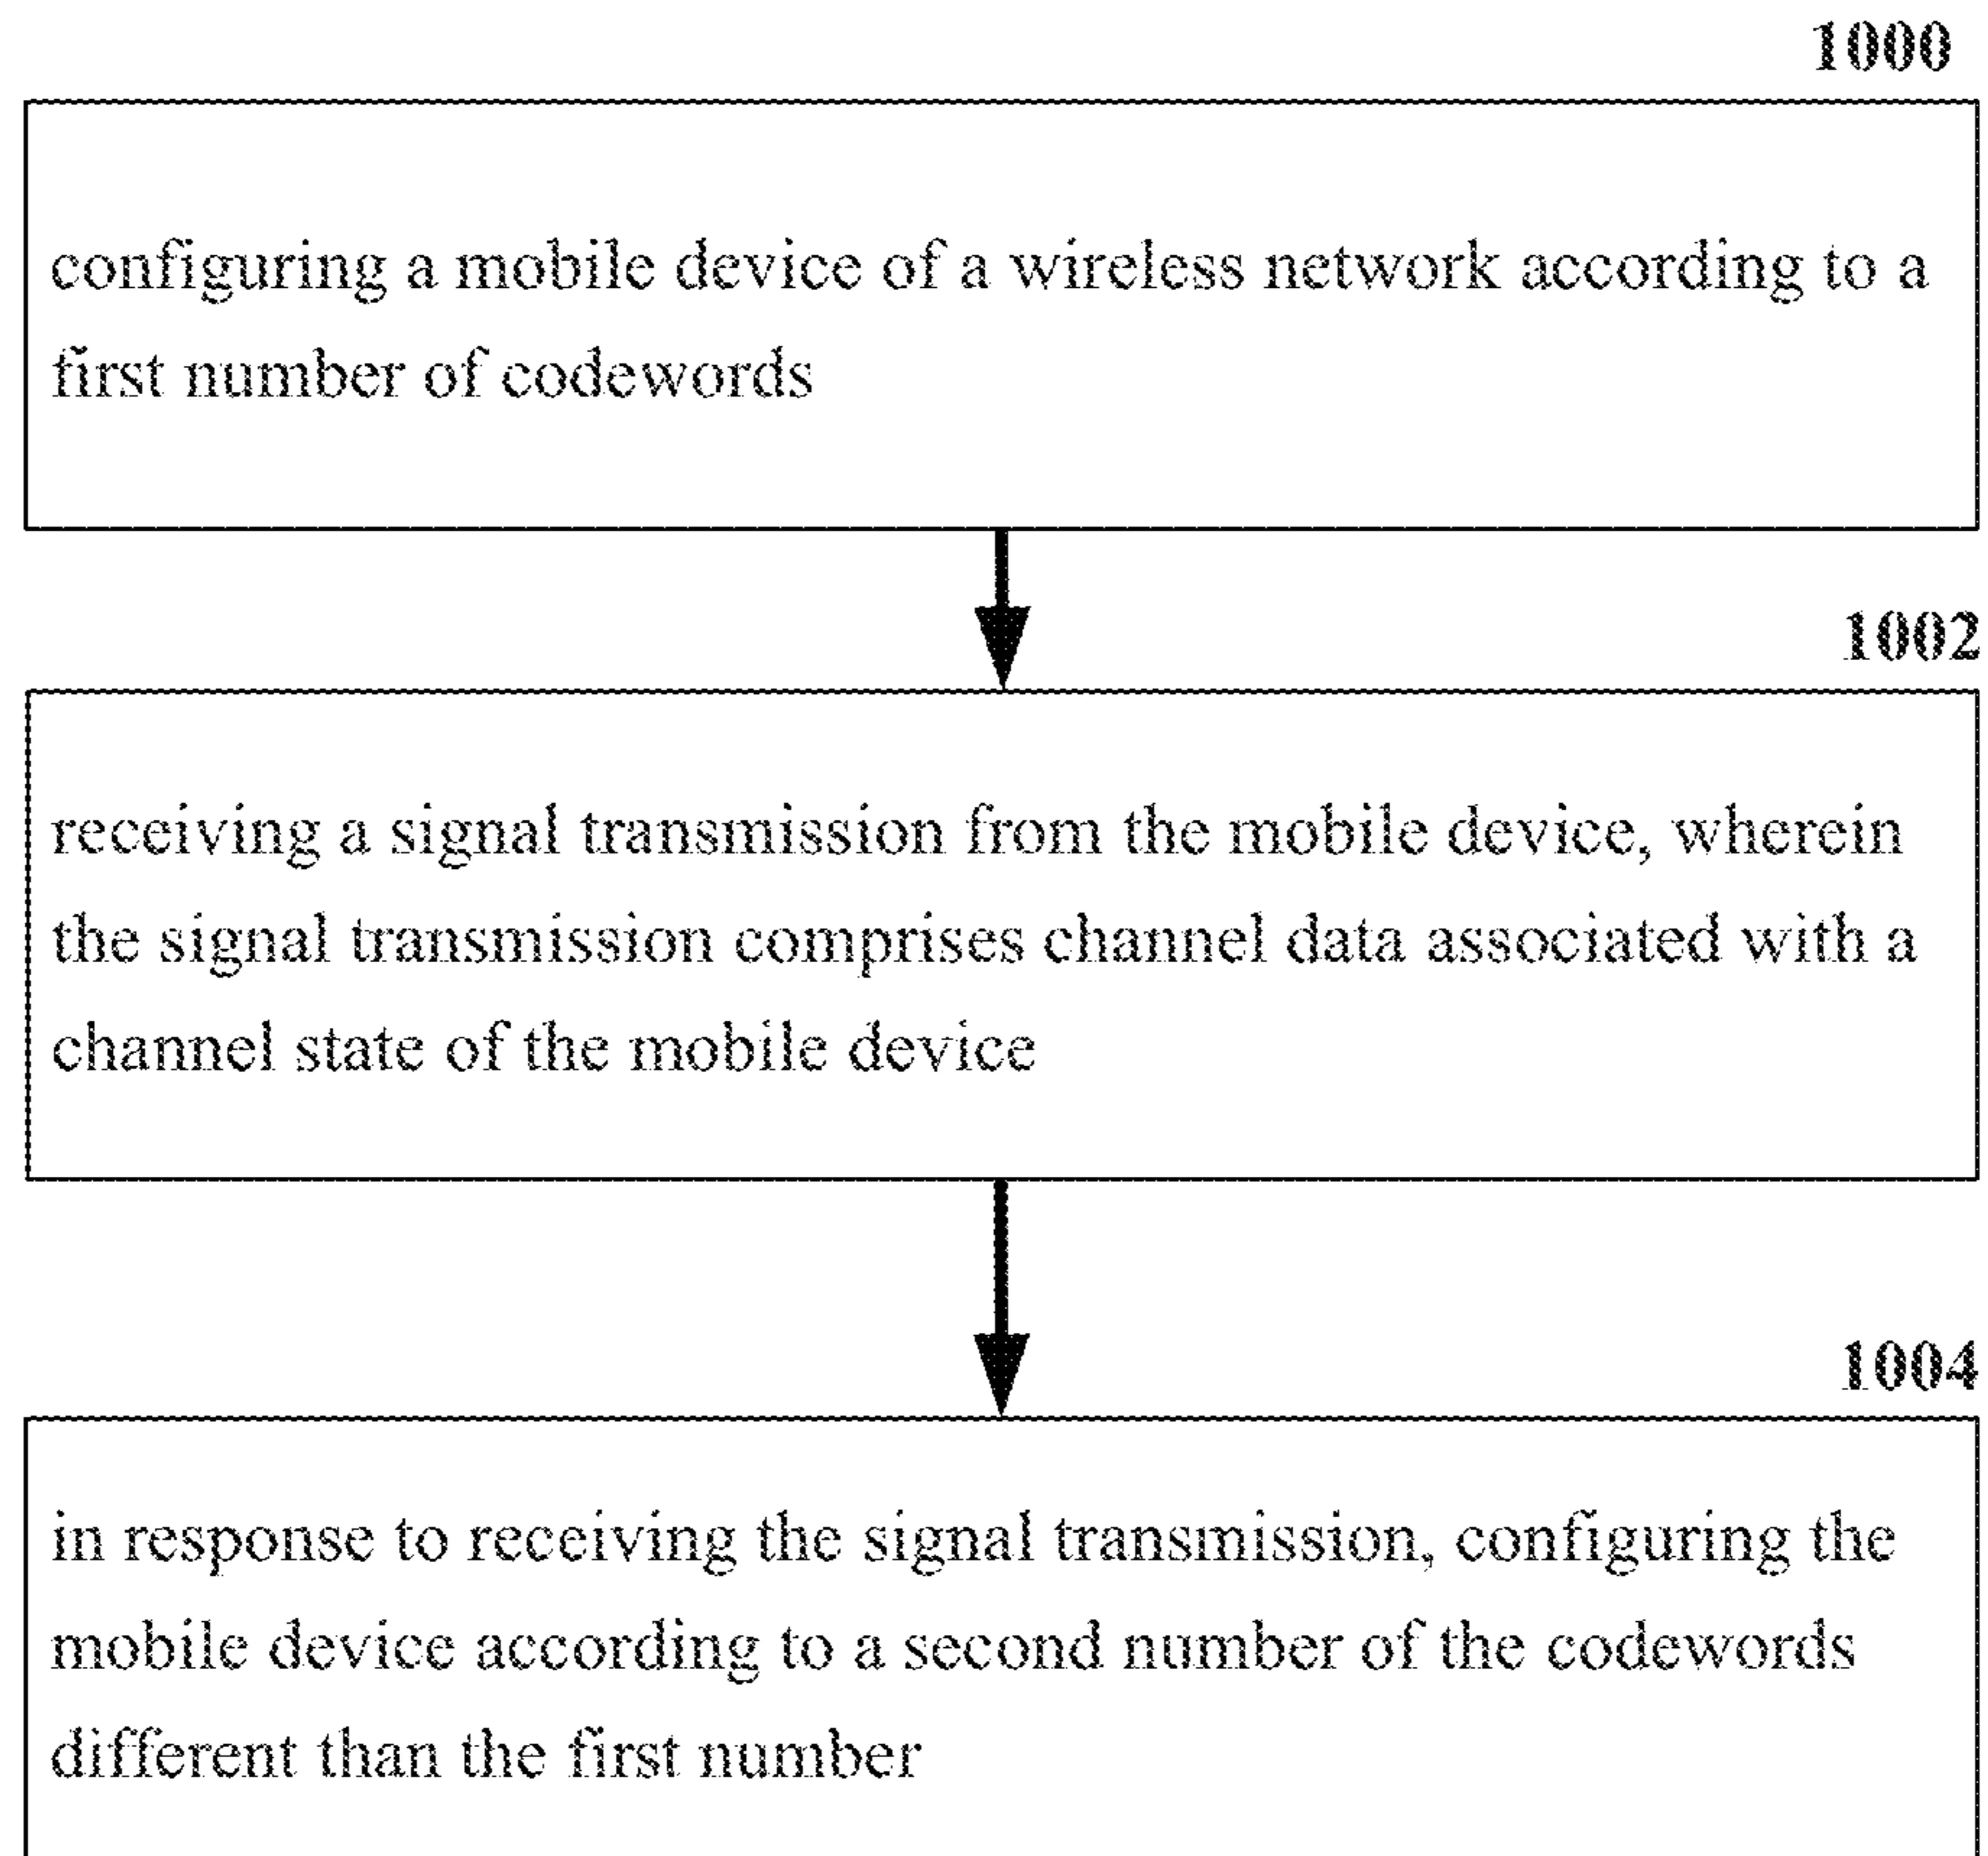 1000
configuring a mobile device of a wireless network according to a
first number of codewords
1002
receiving a signal transmission from the mobile device, wherein
the signal transmission comprises channel data associated with a
channel state of the mobile device
1004
in response to receiving the signal transmission, configuring the
mobile device according to a second number of the codewords
different than the first number